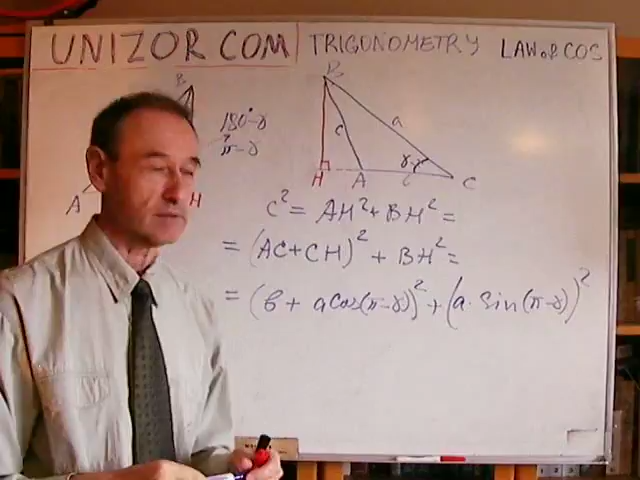 UNIZOR COM | TRIGONOMETRY LAW OF COS
B
180° - γ
π - γ
A
H
B
c
a
γ
H
A
C
c² = AH² + BH² =
= (AC + CH)² + BH² =
= (b + a cos(π-γ))² + (a · sin(π-γ))²